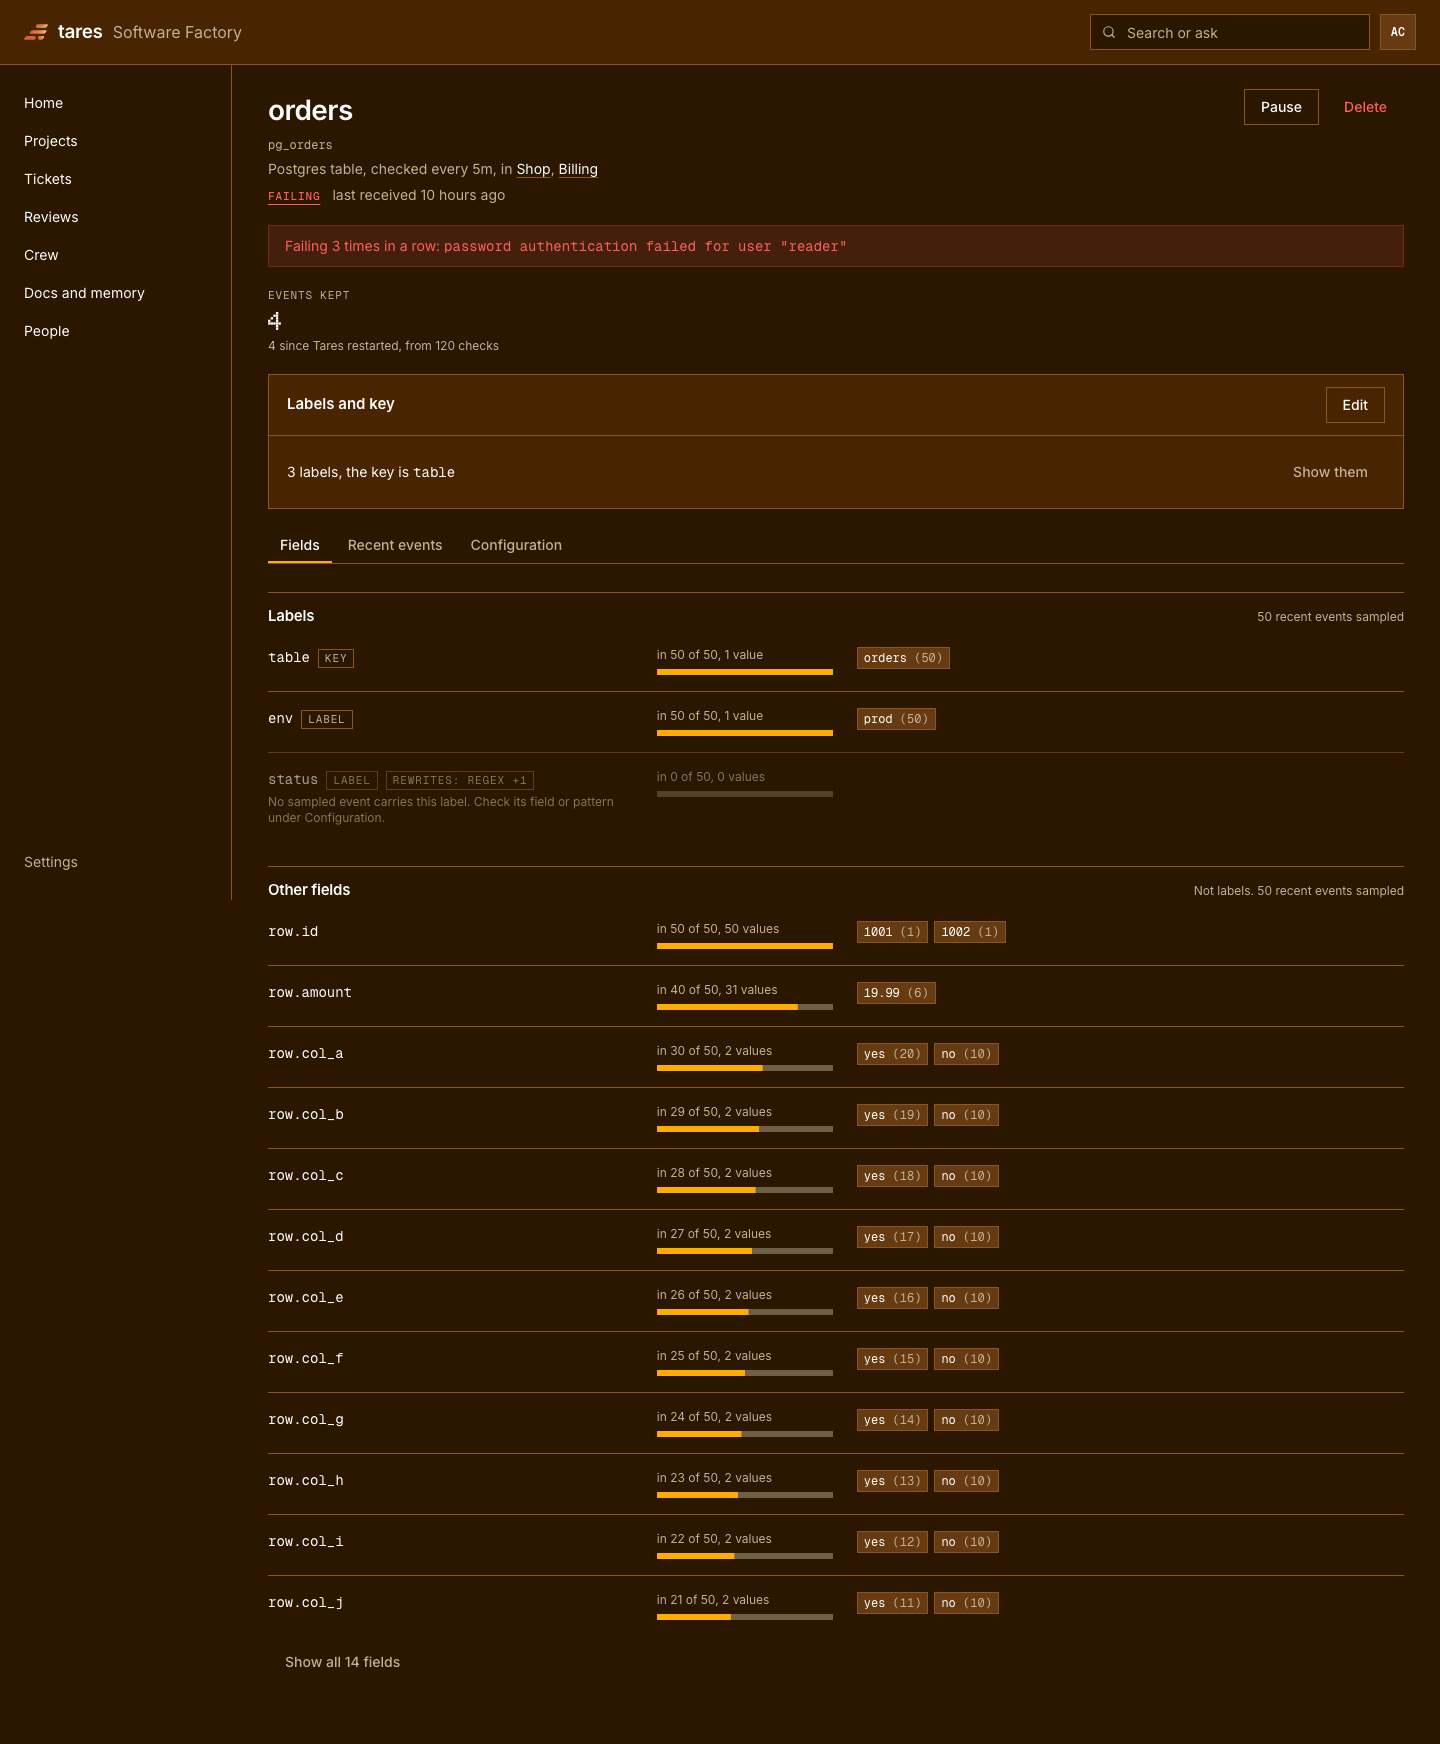 tares Software Factory
Search or ask
AC
Home
Projects
Tickets
Reviews
Crew
Docs and memory
People
Settings
orders
Pause
Delete
pg_orders
Postgres table, checked every 5m, in Shop, Billing
FAILING last received 10 hours ago
Failing 3 times in a row: password authentication failed for user "reader"
EVENTS KEPT
4
4 since Tares restarted, from 120 checks
Labels and key
Edit
3 labels, the key is table
Show them
Fields Recent events Configuration
Labels
50 recent events sampled
table KEY in 50 of 50, 1 value orders (50)
env LABEL in 50 of 50, 1 value prod (50)
status LABEL REWRITES: REGEX +1 in 0 of 50, 0 values
No sampled event carries this label. Check its field or pattern
under Configuration.
Other fields
Not labels. 50 recent events sampled
row.id in 50 of 50, 50 values 1001 (1) 1002 (1)
row.amount in 40 of 50, 31 values 19.99 (6)
row.col_a in 30 of 50, 2 values yes (20) no (10)
row.col_b in 29 of 50, 2 values yes (19) no (10)
row.col_c in 28 of 50, 2 values yes (18) no (10)
row.col_d in 27 of 50, 2 values yes (17) no (10)
row.col_e in 26 of 50, 2 values yes (16) no (10)
row.col_f in 25 of 50, 2 values yes (15) no (10)
row.col_g in 24 of 50, 2 values yes (14) no (10)
row.col_h in 23 of 50, 2 values yes (13) no (10)
row.col_i in 22 of 50, 2 values yes (12) no (10)
row.col_j in 21 of 50, 2 values yes (11) no (10)
Show all 14 fields